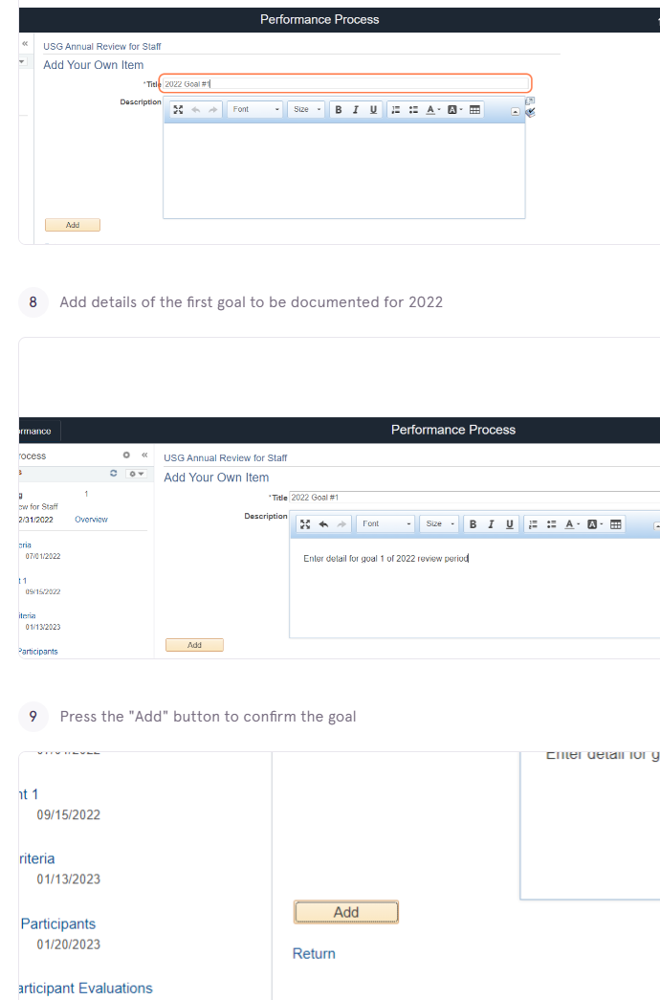 Performance Process
«
USG Annual Review for Staff
Add Your Own Item
*Title 2022 Goal #1
Description
Font Size B I U A A
Add
8 Add details of the first goal to be documented for 2022
rmance Performance Process
rocess «
s
USG Annual Review for Staff
Add Your Own Item
g 1
ew for Staff
2/31/2022 Overview
*Title 2022 Goal #1
Description
Font Size B I U A A
eria
07/01/2022
Enter detail for goal 1 of 2022 review period
t 1
09/15/2022
iteria
01/13/2023
Participants
Add
9 Press the "Add" button to confirm the goal
Enter detail for g
nt 1
09/15/2022
riteria
01/13/2023
Participants
01/20/2023
articipant Evaluations
Add
Return